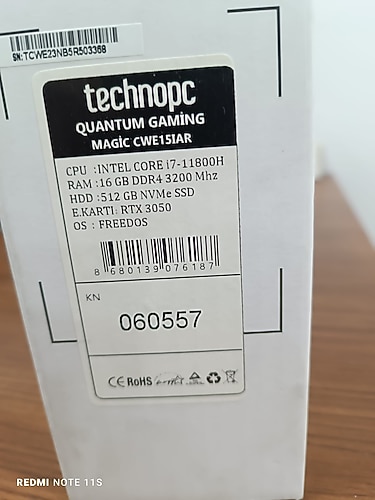 SN:TCWE23NB5R503368
technopc
QUANTUM GAMING
MAGIC CWE15IAR
CPU :INTEL CORE i7-11800H
RAM :16 GB DDR4 3200 Mhz
HDD :512 GB NVMe SSD
E.KARTI: RTX 3050
OS : FREEDOS
8 680139 076187
KN
060557
CE RoHS
REDMI NOTE 11S